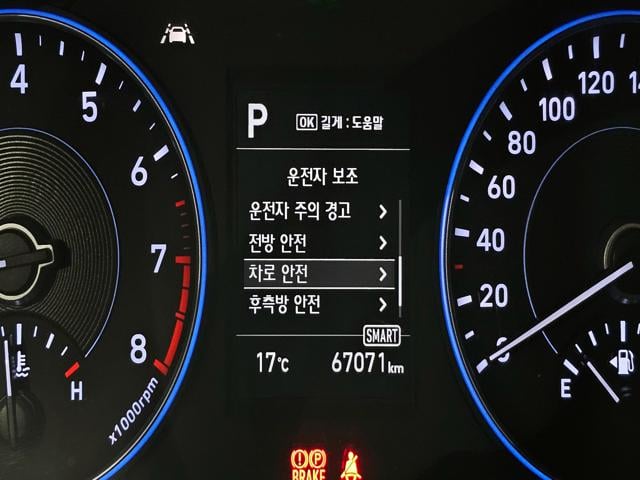 P
OK 길게 : 도움말
운전자 보조
운전자 주의 경고
전방 안전
차로 안전
후측방 안전
SMART
17℃
67071 km
4
5
6
7
8
x1000rpm
H
0
20
40
60
80
100
120
E
P
BRAKE